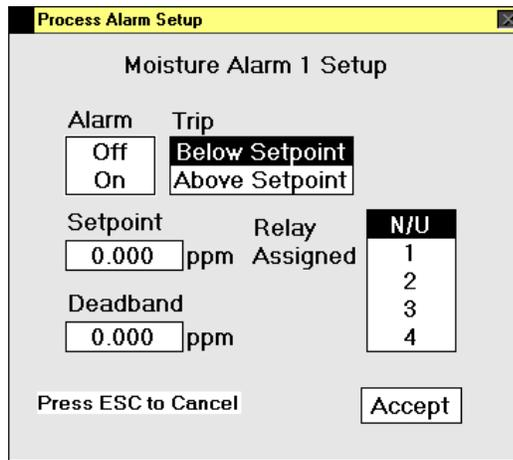 Process Alarm Setup
Moisture Alarm 1 Setup
Alarm Trip
Off Below Setpoint
On Above Setpoint
Setpoint Relay N/U
0.000 ppm Assigned 1
2
Deadband 3
0.000 ppm 4
Press ESC to Cancel Accept